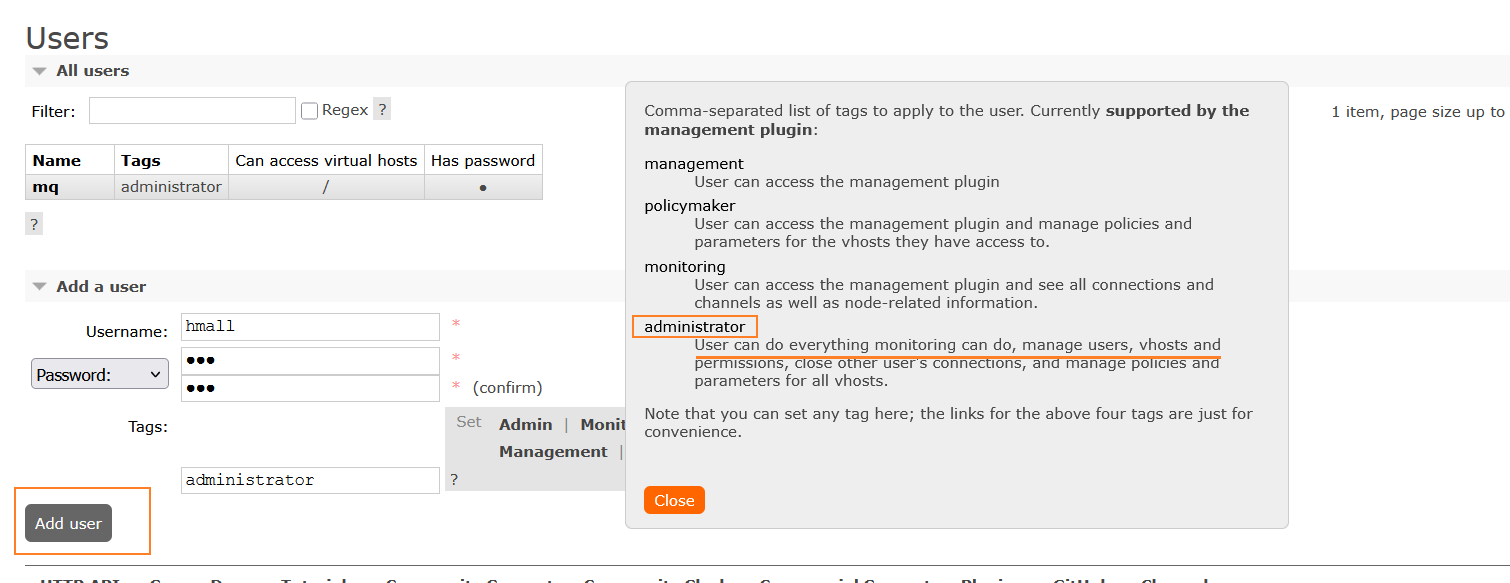 Users
All users
Filter:
Regex ?
1 item, page size up to
Name Tags Can access virtual hosts Has password
mq administrator / ●
?
Add a user
Username: hmall *
Password: ●●● *
●●● * (confirm)
Tags:
Set Admin | Monit
Management |
administrator ?
Add user
Comma-separated list of tags to apply to the user. Currently supported by the
management plugin:
management
User can access the management plugin
policymaker
User can access the management plugin and manage policies and
parameters for the vhosts they have access to.
monitoring
User can access the management plugin and see all connections and
channels as well as node-related information.
administrator
User can do everything monitoring can do, manage users, vhosts and
permissions, close other user's connections, and manage policies and
parameters for all vhosts.
Note that you can set any tag here; the links for the above four tags are just for
convenience.
Close